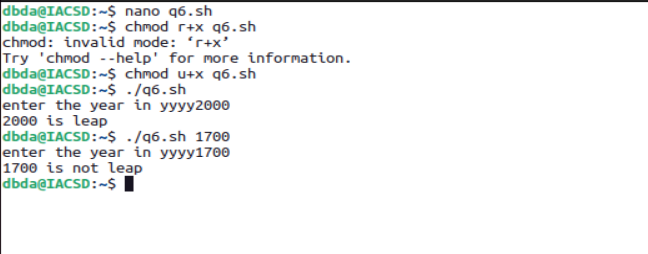 dbda@IACSD:~$ nano q6.sh
dbda@IACSD:~$ chmod r+x q6.sh
chmod: invalid mode: ‘r+x’
Try 'chmod --help' for more information.
dbda@IACSD:~$ chmod u+x q6.sh
dbda@IACSD:~$ ./q6.sh
enter the year in yyyy2000
2000 is leap
dbda@IACSD:~$ ./q6.sh 1700
enter the year in yyyy1700
1700 is not leap
dbda@IACSD:~$